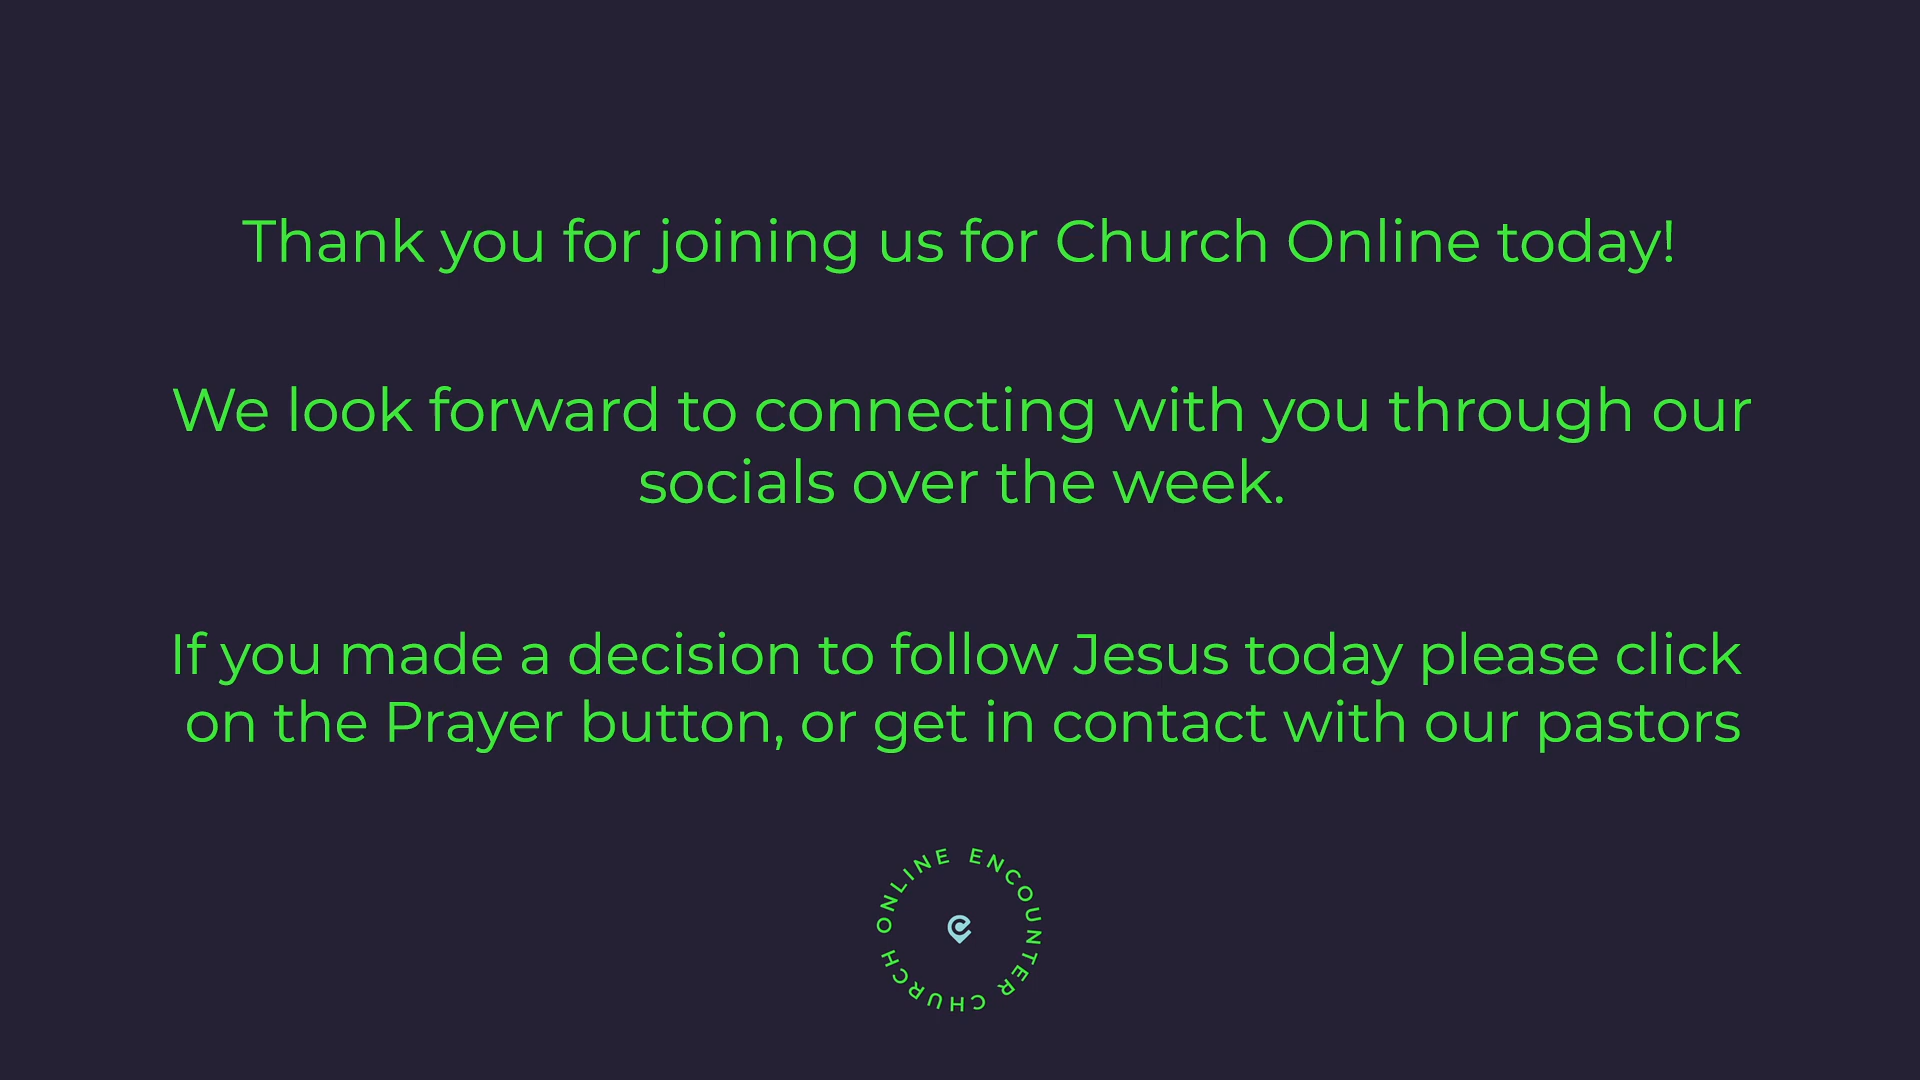 Thank you for joining us for Church Online today!
We look forward to connecting with you through our
socials over the week.
If you made a decision to follow Jesus today please click
on the Prayer button, or get in contact with our pastors
ENCOUNTER CHURCH ONLINE